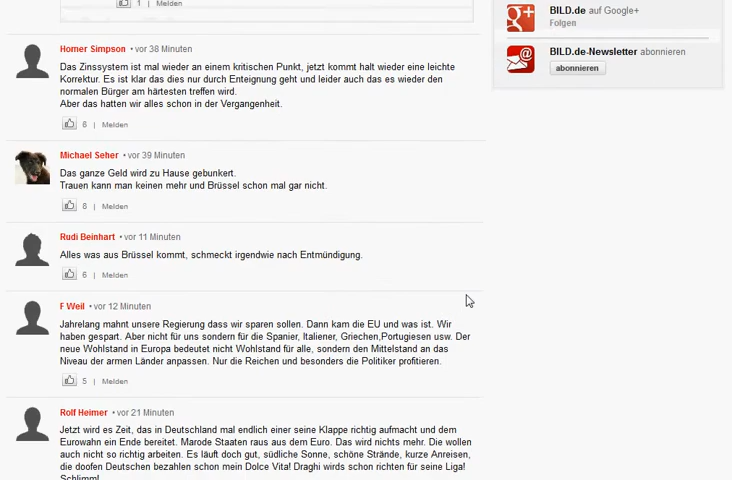 1 | Melden
BILD.de auf Google+
Folgen
BILD.de-Newsletter abonnieren
abonnieren
Homer Simpson • vor 38 Minuten
Das Zinssystem ist mal wieder an einem kritischen Punkt, jetzt kommt halt wieder eine leichte
Korrektur. Es ist klar das dies nur durch Enteignung geht und leider auch das es wieder den
normalen Bürger am härtesten treffen wird.
Aber das hatten wir alles schon in der Vergangenheit.
6 | Melden
Michael Seher • vor 39 Minuten
Das ganze Geld wird zu Hause gebunkert.
Trauen kann man keinen mehr und Brüssel schon mal gar nicht.
8 | Melden
Rudi Beinhart • vor 11 Minuten
Alles was aus Brüssel kommt, schmeckt irgendwie nach Entmündigung.
6 | Melden
F Weil • vor 12 Minuten
Jahrelang mahnt unsere Regierung dass wir sparen sollen. Dann kam die EU und was ist. Wir
haben gespart. Aber nicht für uns sondern für die Spanier, Italiener, Griechen,Portugiesen usw. Der
neue Wohlstand in Europa bedeutet nicht Wohlstand für alle, sondern den Mittelstand an das
Niveau der armen Länder anpassen. Nur die Reichen und besonders die Politiker profitieren.
5 | Melden
Rolf Heimer • vor 21 Minuten
Jetzt wird es Zeit, das in Deutschland mal endlich einer seine Klappe richtig aufmacht und dem
Eurowahn ein Ende bereitet. Marode Staaten raus aus dem Euro. Das wird nichts mehr. Die wollen
auch nicht so richtig arbeiten. Es läuft doch gut, südliche Sonne, schöne Strände, kurze Anreisen,
die doofen Deutschen bezahlen schon mein Dolce Vita! Draghi wirds schon richten für seine Liga!
Schlimm!